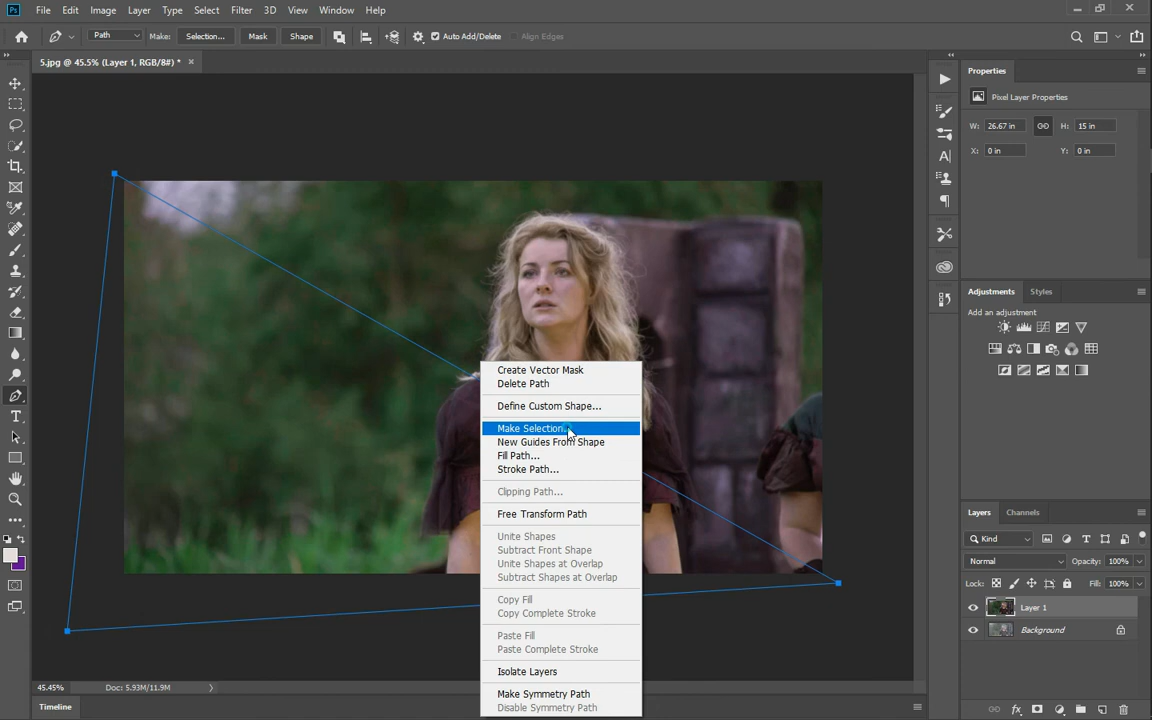 Ps File Edit Image Layer Type Select Filter 3D View Window Help
Path Make: Selection... Mask Shape Auto Add/Delete Align Edges
5.jpg @ 45.5% (Layer 1, RGB/8#) *
Properties
Pixel Layer Properties
W: 26.67 in H: 15 in
X: 0 in Y: 0 in
Adjustments Styles
Add an adjustment
Create Vector Mask
Delete Path
Define Custom Shape...
Make Selection...
New Guides From Shape
Fill Path...
Stroke Path...
Clipping Path...
Free Transform Path
Unite Shapes
Subtract Front Shape
Unite Shapes at Overlap
Subtract Shapes at Overlap
Copy Fill
Copy Complete Stroke
Paste Fill
Paste Complete Stroke
Isolate Layers
Make Symmetry Path
Disable Symmetry Path
Layers Channels
Kind
Normal Opacity: 100%
Lock: Fill: 100%
Layer 1
Background
45.45% Doc: 5.93M/11.9M
Timeline